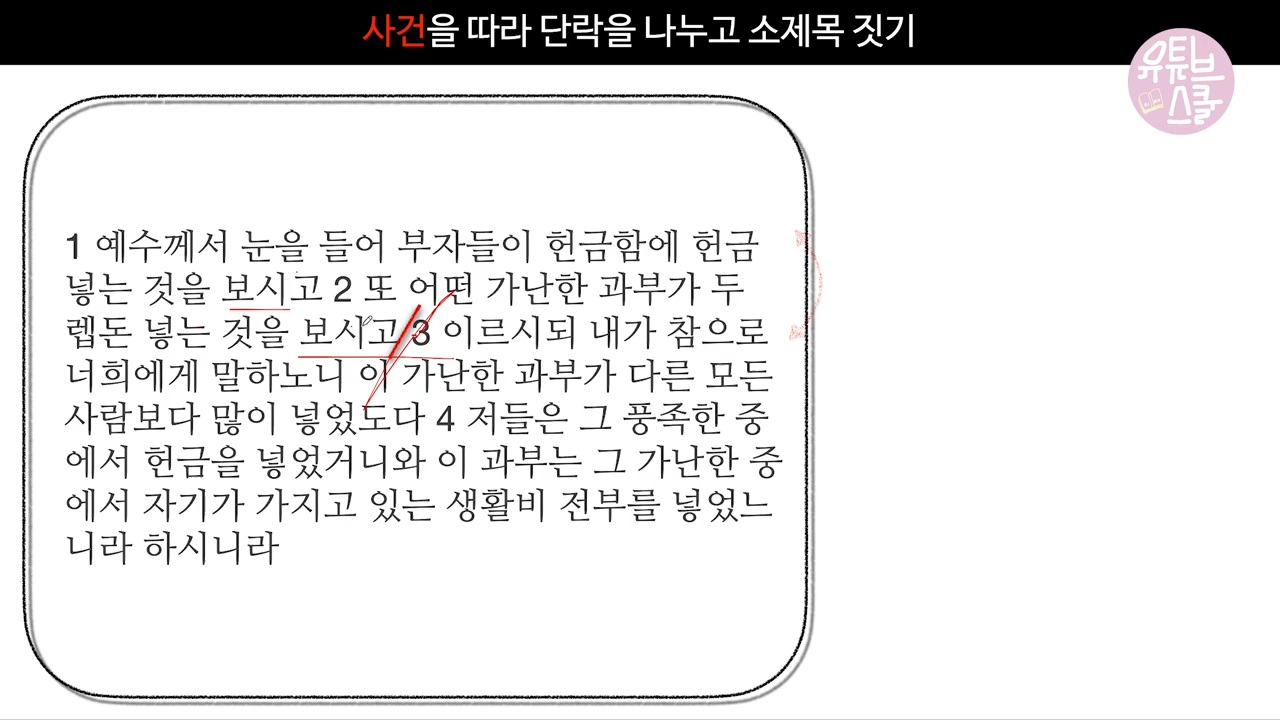 사건을 따라 단락을 나누고 소제목 짓기
유튜브
스쿨
1 예수께서 눈을 들어 부자들이 헌금함에 헌금
넣는 것을 보시고 2 또 어떤 가난한 과부가 두
렙돈 넣는 것을 보시고 3 이르시되 내가 참으로
너희에게 말하노니 이 가난한 과부가 다른 모든
사람보다 많이 넣었도다 4 저들은 그 풍족한 중
에서 헌금을 넣었거니와 이 과부는 그 가난한 중
에서 자기가 가지고 있는 생활비 전부를 넣었느
니라 하시니라